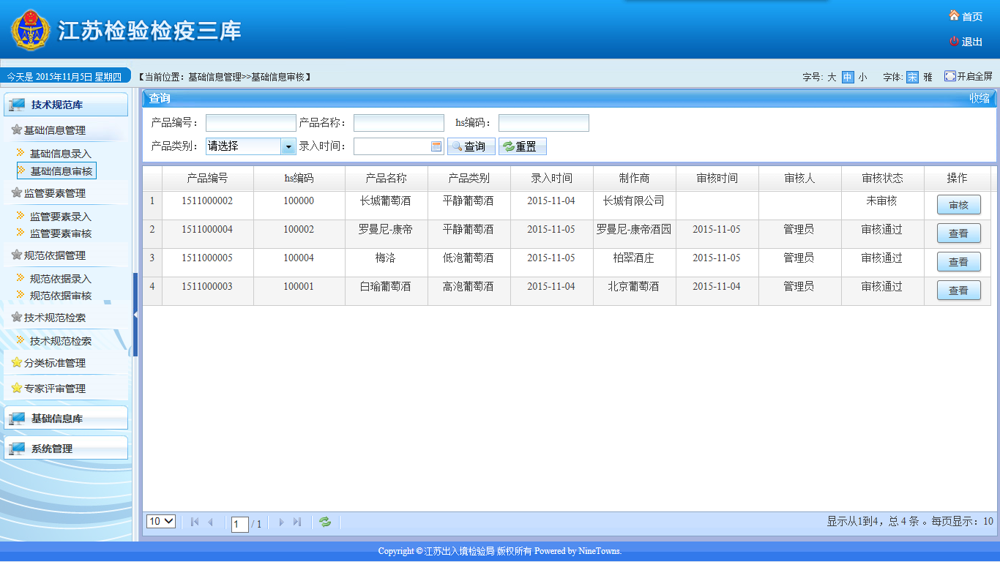 江苏检验检疫三库
首页
退出
今天是 2015年11月5日 星期四
【当前位置：基础信息管理>>基础信息审核】
字号: 大 中 小 字体: 宋 雅 开启全屏
技术规范库
基础信息管理
基础信息录入
基础信息审核
监管要素管理
监管要素录入
监管要素审核
规范依据管理
规范依据录入
规范依据审核
技术规范检索
技术规范检索
分类标准管理
专家评审管理
基础信息库
系统管理
查询 收缩
产品编号： 产品名称： hs编码：
产品类别： 请选择 录入时间： 查询 重置
产品编号 hs编码 产品名称 产品类别 录入时间 制作商 审核时间 审核人 审核状态 操作
1 1511000002 100000 长城葡萄酒 平静葡萄酒 2015-11-04 长城有限公司 未审核 审核
2 1511000004 100002 罗曼尼-康帝 平静葡萄酒 2015-11-05 罗曼尼-康帝酒园 2015-11-05 管理员 审核通过 查看
3 1511000005 100004 梅洛 低泡葡萄酒 2015-11-05 柏翠酒庄 2015-11-05 管理员 审核通过 查看
4 1511000003 100001 白瑜葡萄酒 高泡葡萄酒 2015-11-04 北京葡萄酒 2015-11-04 管理员 审核通过 查看
10 1 / 1 显示从1到4，总 4 条 。每页显示：10
Copyright © 江苏出入境检验局 版权所有 Powered by NineTowns.